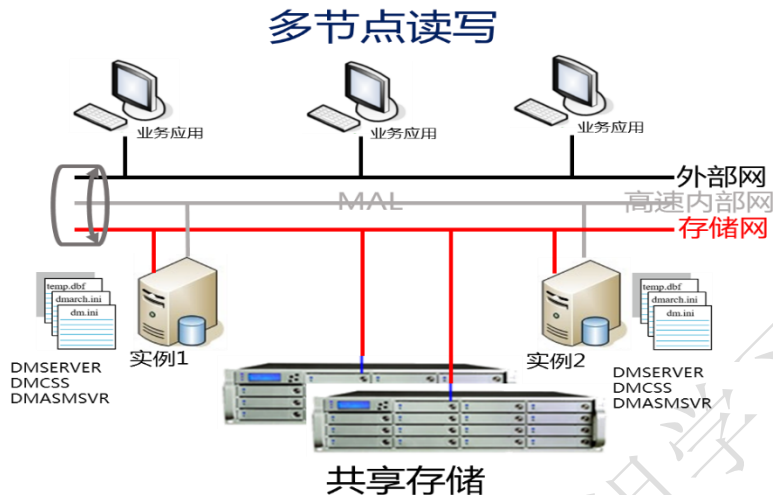 多节点读写
业务应用
业务应用
业务应用
外部网
MAL
高速内部网
存储网
temp.dbf
dmarch.ini
dm.ini
实例1
DMSERVER
DMCSS
DMASMSVR
temp.dbf
dmarch.ini
dm.ini
实例2
DMSERVER
DMCSS
DMASMSVR
共享存储